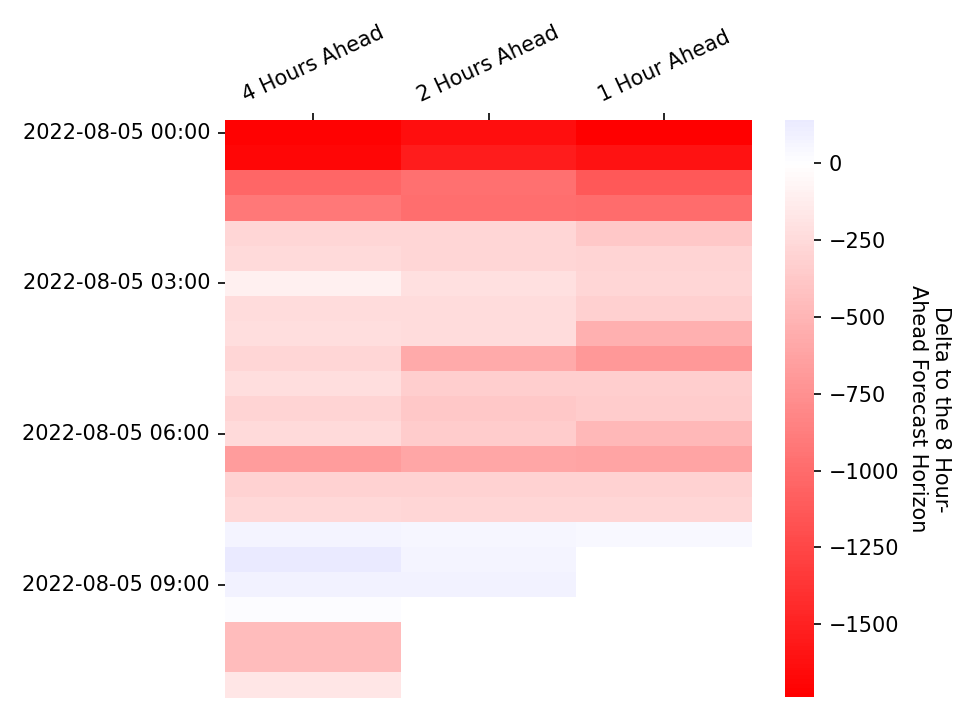 4 Hours Ahead
2 Hours Ahead
1 Hour Ahead
2022-08-05 00:00
2022-08-05 03:00
2022-08-05 06:00
2022-08-05 09:00
0
−250
−500
−750
−1000
−1250
−1500
Delta to the 8 Hour-
Ahead Forecast Horizon